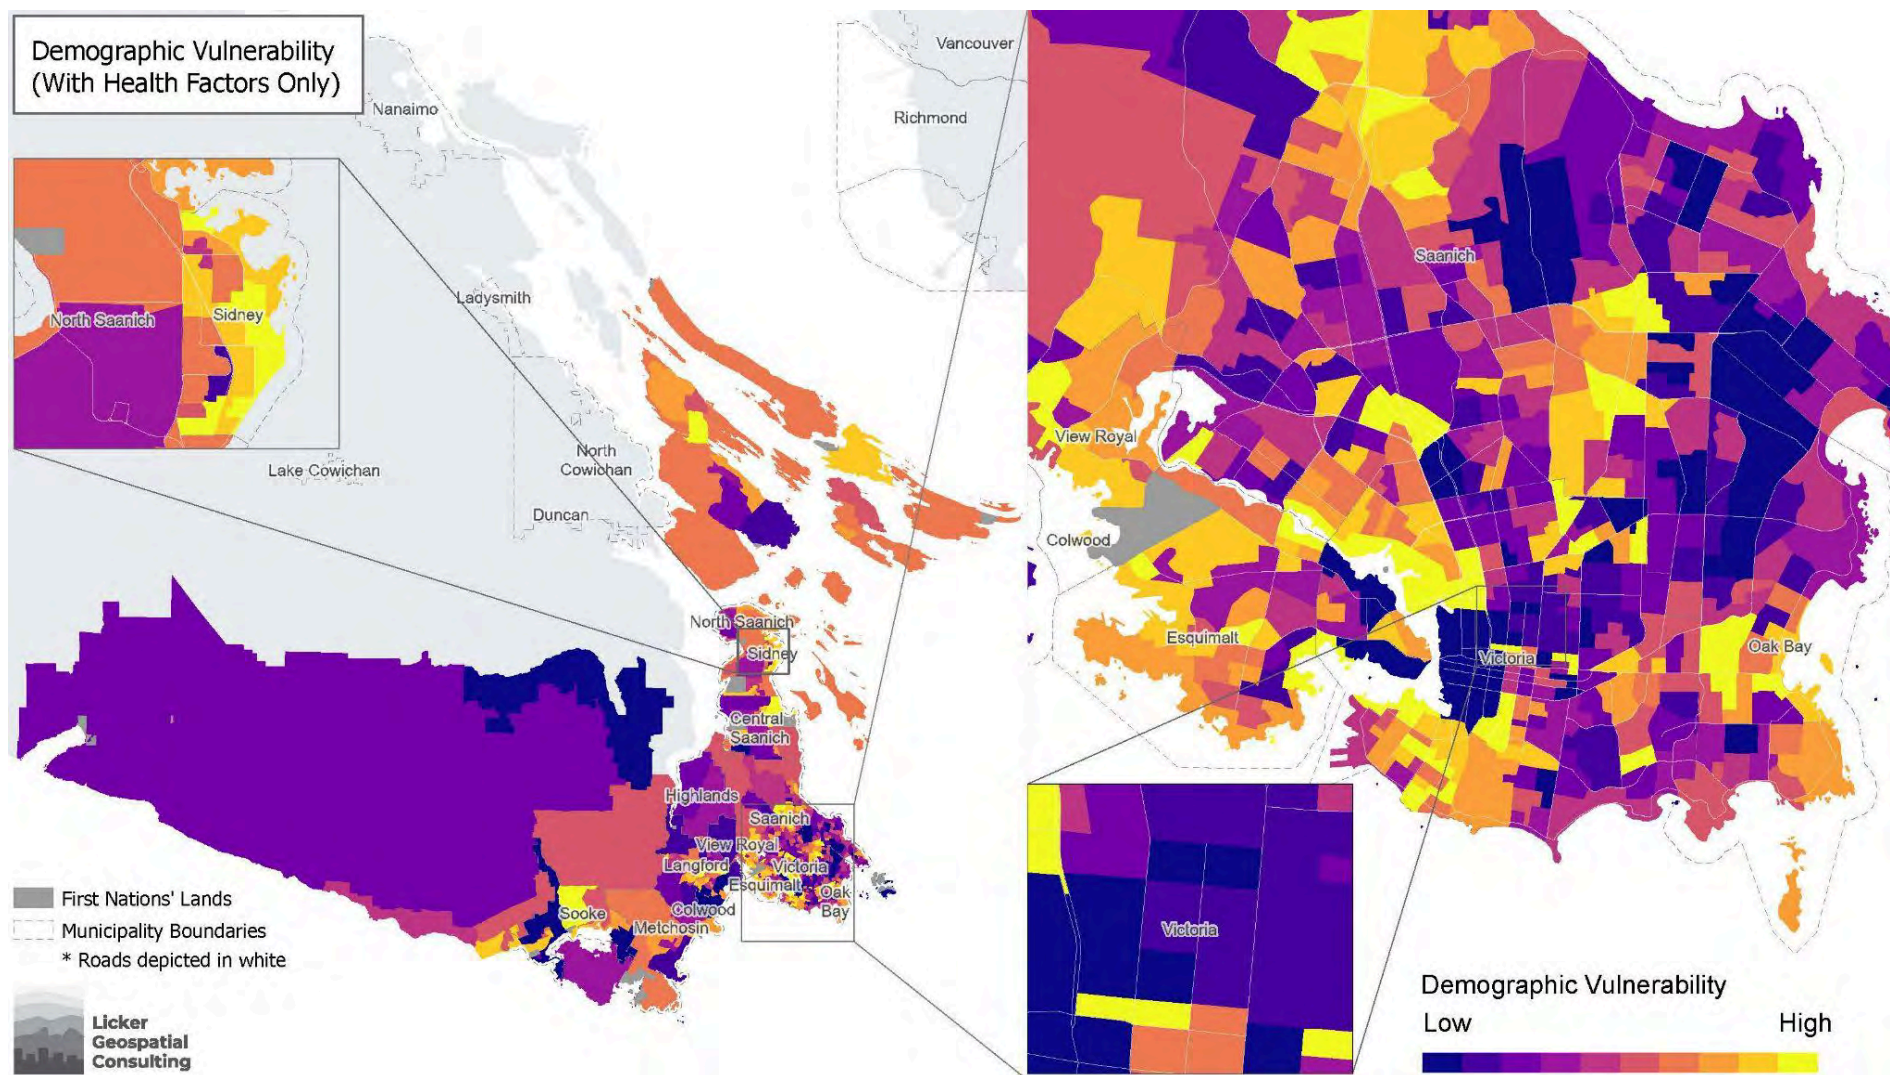 Demographic Vulnerability
(With Health Factors Only)
Nanaimo
Vancouver
Richmond
North Saanich
Sidney
Ladysmith
Lake Cowichan
North
Cowichan
Duncan
North Saanich
Sidney
Central
Saanich
Highlands
Saanich
View Royal
Langford
Victoria
Esquimalt
Oak
Bay
Colwood
Sooke
Metchosin
Saanich
View Royal
Colwood
Esquimalt
Victoria
Oak Bay
Victoria
First Nations' Lands
Municipality Boundaries
* Roads depicted in white
Licker
Geospatial
Consulting
Demographic Vulnerability
Low High